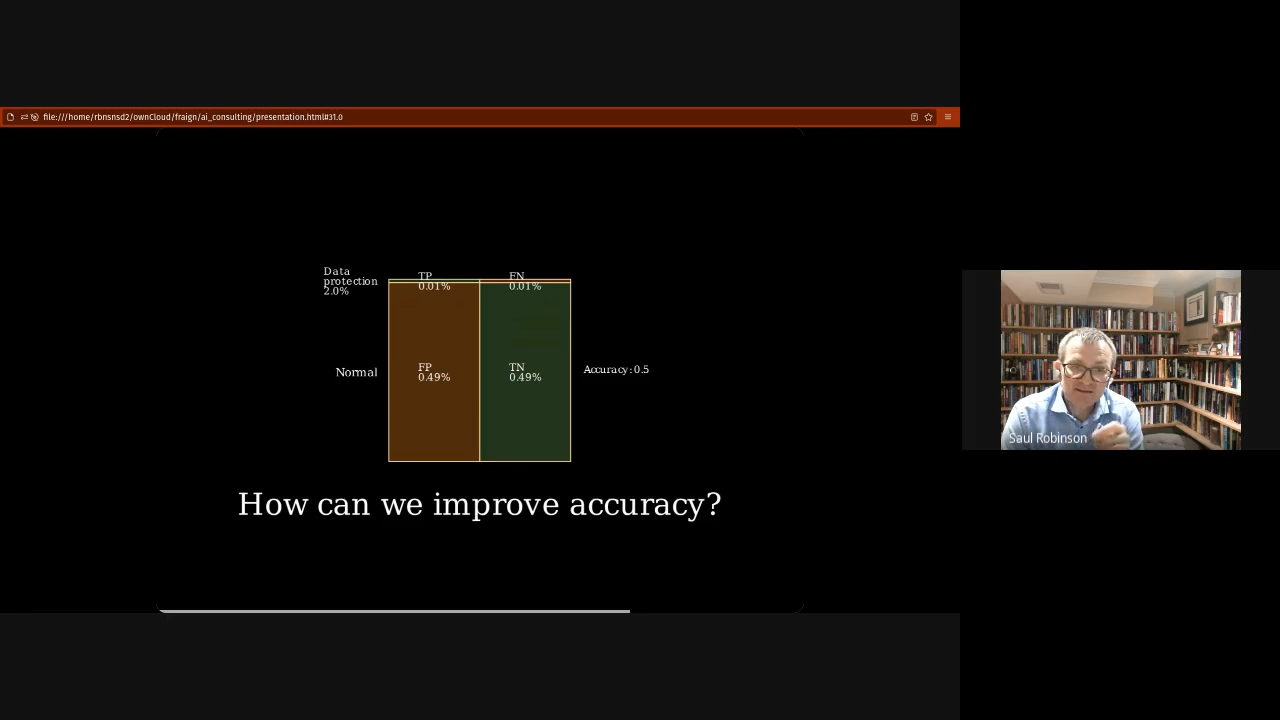 file:///home/rbnsnsd2/ownCloud/fraign/ai_consulting/presentation.html#31.0
Data
protection
2.0%
TP
0.01%
FN
0.01%
Normal
FP
0.49%
TN
0.49%
Accuracy: 0.5
How can we improve accuracy?
Saul Robinson